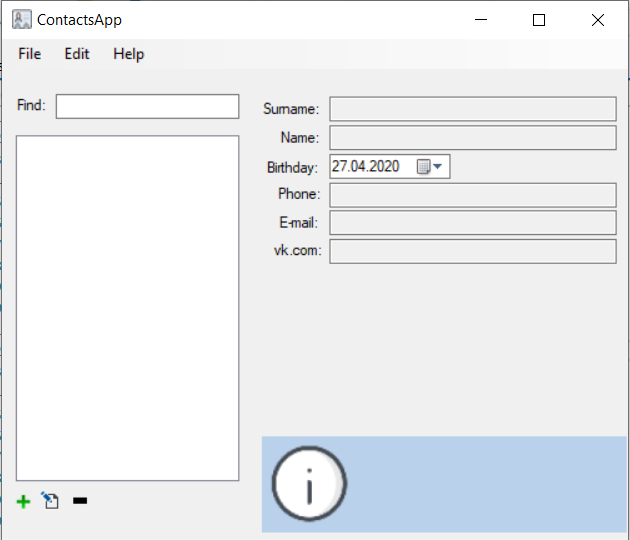 ContactsApp
File Edit Help
Find:
Surname:
Name:
Birthday: 27.04.2020
Phone:
E-mail:
vk.com: